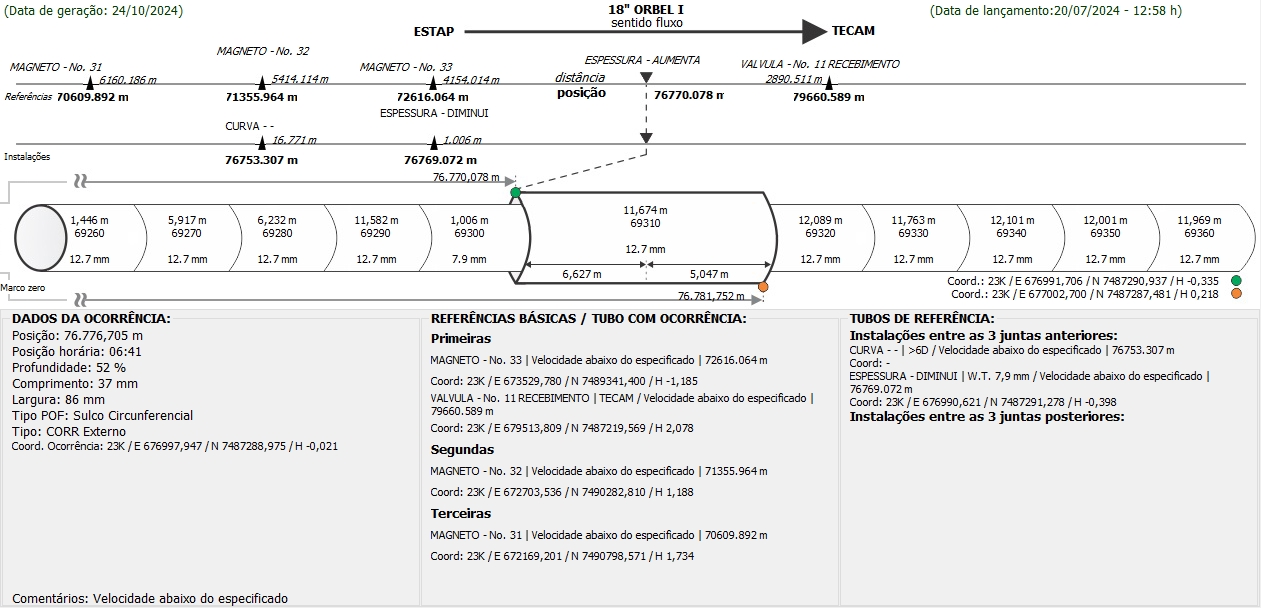 (Data de geração: 24/10/2024)
18" ORBEL I
(Data de lançamento:20/07/2024 - 12:58 h)
sentido fluxo
ESTAP
TECAM
MAGNETO - No. 32
MAGNETO - No. 31
MAGNETO - No. 33
ESPESSURA - AUMENTA
VALVULA - No. 11 RECEBIMENTO
6160.186 m
5414.114 m
4154.014 m
distância
2890.511 m
Referências
70609.892 m
71355.964 m
72616.064 m
posição
76770.078 m
79660.589 m
ESPESSURA - DIMINUI
CURVA - -
16.771 m
1.006 m
Instalações
76753.307 m
76769.072 m
76.770,078 m
1,446 m
5,917 m
6,232 m
11,582 m
1,006 m
11,674 m
12,089 m
11,763 m
12,101 m
12,001 m
11,969 m
69260
69270
69280
69290
69300
69310
69320
69330
69340
69350
69360
12.7 mm
12.7 mm
12.7 mm
12.7 mm
7.9 mm
12.7 mm
12.7 mm
12.7 mm
12.7 mm
12.7 mm
12.7 mm
6,627 m
5,047 m
Marco zero
76.781,752 m
Coord.: 23K / E 676991,706 / N 7487290,937 / H -0,335
Coord.: 23K / E 677002,700 / N 7487287,481 / H 0,218
DADOS DA OCORRÊNCIA:
Posição: 76.776,705 m
Posição horária: 06:41
Profundidade: 52 %
Comprimento: 37 mm
Largura: 86 mm
Tipo POF: Sulco Circunferencial
Tipo: CORR Externo
Coord. Ocorrência: 23K / E 676997,947 / N 7487288,975 / H -0,021
Comentários: Velocidade abaixo do especificado
REFERÊNCIAS BÁSICAS / TUBO COM OCORRÊNCIA:
Primeiras
MAGNETO - No. 33 | Velocidade abaixo do especificado | 72616.064 m
Coord: 23K / E 673529,780 / N 7489341,400 / H -1,185
VALVULA - No. 11 RECEBIMENTO | TECAM / Velocidade abaixo do especificado |
79660.589 m
Coord: 23K / E 679513,809 / N 7487219,569 / H 2,078
Segundas
MAGNETO - No. 32 | Velocidade abaixo do especificado | 71355.964 m
Coord: 23K / E 672703,536 / N 7490282,810 / H 1,188
Terceiras
MAGNETO - No. 31 | Velocidade abaixo do especificado | 70609.892 m
Coord: 23K / E 672169,201 / N 7490798,571 / H 1,734
TUBOS DE REFERÊNCIA:
Instalações entre as 3 juntas anteriores:
CURVA - - | >6D / Velocidade abaixo do especificado | 76753.307 m
Coord: -
ESPESSURA - DIMINUI | W.T. 7,9 mm / Velocidade abaixo do especificado |
76769.072 m
Coord: 23K / E 676990,621 / N 7487291,278 / H -0,398
Instalações entre as 3 juntas posteriores: